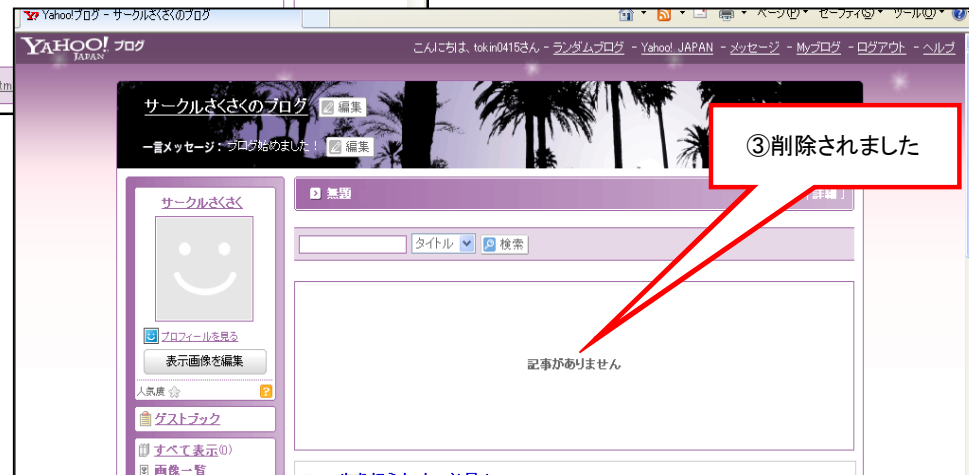 Yahoo!ブログ - サークルさくさくのブログ
ページ(P) セーフティ(S) ツール(O)
YAHOO! ブログ
JAPAN
こんにちは、tokin0415さん - ランダムブログ - Yahoo! JAPAN - メッセージ - Myブログ - ログアウト - ヘルプ
サークルさくさくのブログ 編集
一言メッセージ： ブログ始めました！ 編集
③削除されました
サークルさくさく
無題
詳細 ]
タイトル 検索
プロフィールを見る
表示画像を編集
記事がありません
人気度
ゲストブック
すべて表示(0)
画像一覧